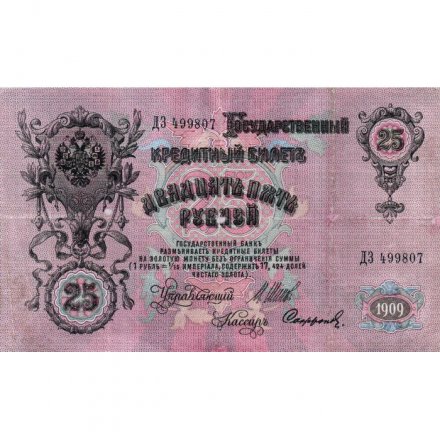 ДЗ 499807
Государственный
25
Кредитный Билетъ
Двадцать пять
рублей
Государственный Банкъ
размѣниваетъ кредитные билеты
на золотую монету безъ ограниченія суммы
(1 рубль = 1/15 имперіала, содержитъ 17,424 долей
чистаго золота).
ДЗ 499807
25
Управляющій
Кассиръ
1909